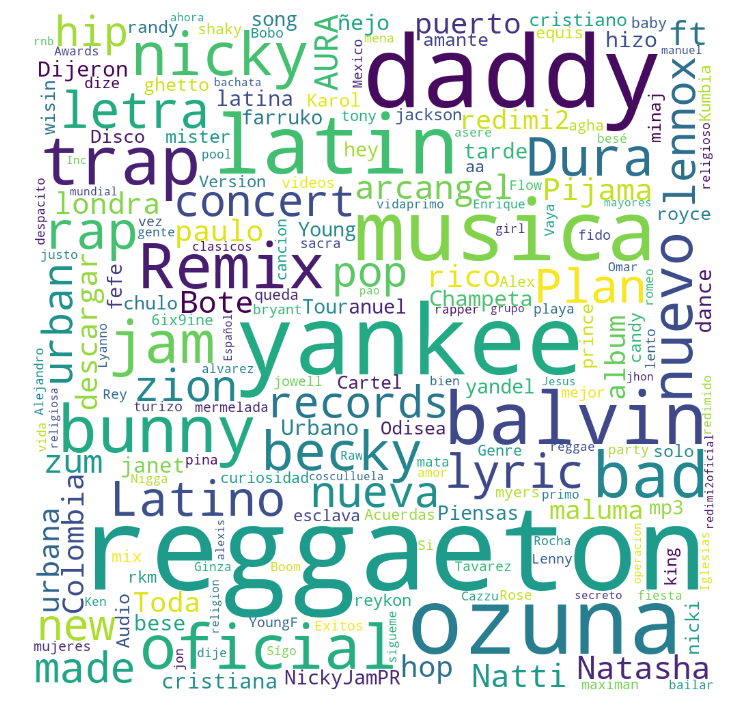 rnb
ahora
randy
shaky
song
ñejo
puerto
cristiano
baby
mena
manuel
hip
Awards
Bobo
nicky
AURA
daddy
amante
equis
hizo
ft
Dijeron
dize
ghetto
bachata
Mexico
wisin
letra
latina
Karol
tony
jackson
redimi2
lennox
minaj
Kumbia
religioso
Disco
farruko
latin
asere
agha
trap
mister
hey
tarde
Dura
Inc
pool
Version
videos
aa
arcangel
Flow
Pijama
despacito
mundial
londra
concert
vidaprimo
Enrique
Vaya
mayores
royce
vez
gente
paulo
Young
musica
girl
fido
justo
rap
clasicos
sacra
cancion
Remix
pop
rico
Alex
Plan
Omar
romeo
nuevo
dance
urban
descargar
fefe
chulo
Bote
queda
bryant
Tour
anuel
pao
Champeta
rapper
grupo
playa
prince
album
candy
lento
6ix9ine
Español
yankee
Alejandro
Lyanno
jam
zion
alvarez
jowell
Cartel
bien
yandel
Jesus
mejor
jhon
redimido
vida
religiosa
Rey
turizo
mermelada
records
balvin
bunny
Urbano
Odisea
reggae
party
solo
zum
janet
pina
becky
Raw
cosculluela
mata
Genre
lyric
bad
Nigga
curiosidad
amor
myers
primo
redimi2oficial
urbana
Colombia
Latino
nueva
esclava
Acuerdas
Piensas
maluma
mp3
alexis
Si
reggaeton
Rocha
operacion
Iglesias
king
mix
Ginza
Boom
Tavarez
Lenny
rkm
Ken
Toda
religion
reykon
Cazzu
Rose
secreto
fiesta
new
Audio
bese
YoungF
Exitos
sigueme
ozuna
nicki
mujeres
jon
dije
oficial
made
Sígo
NickyJamPR
hop
Natti
Natasha
cristiana
maximan
bailar
besé